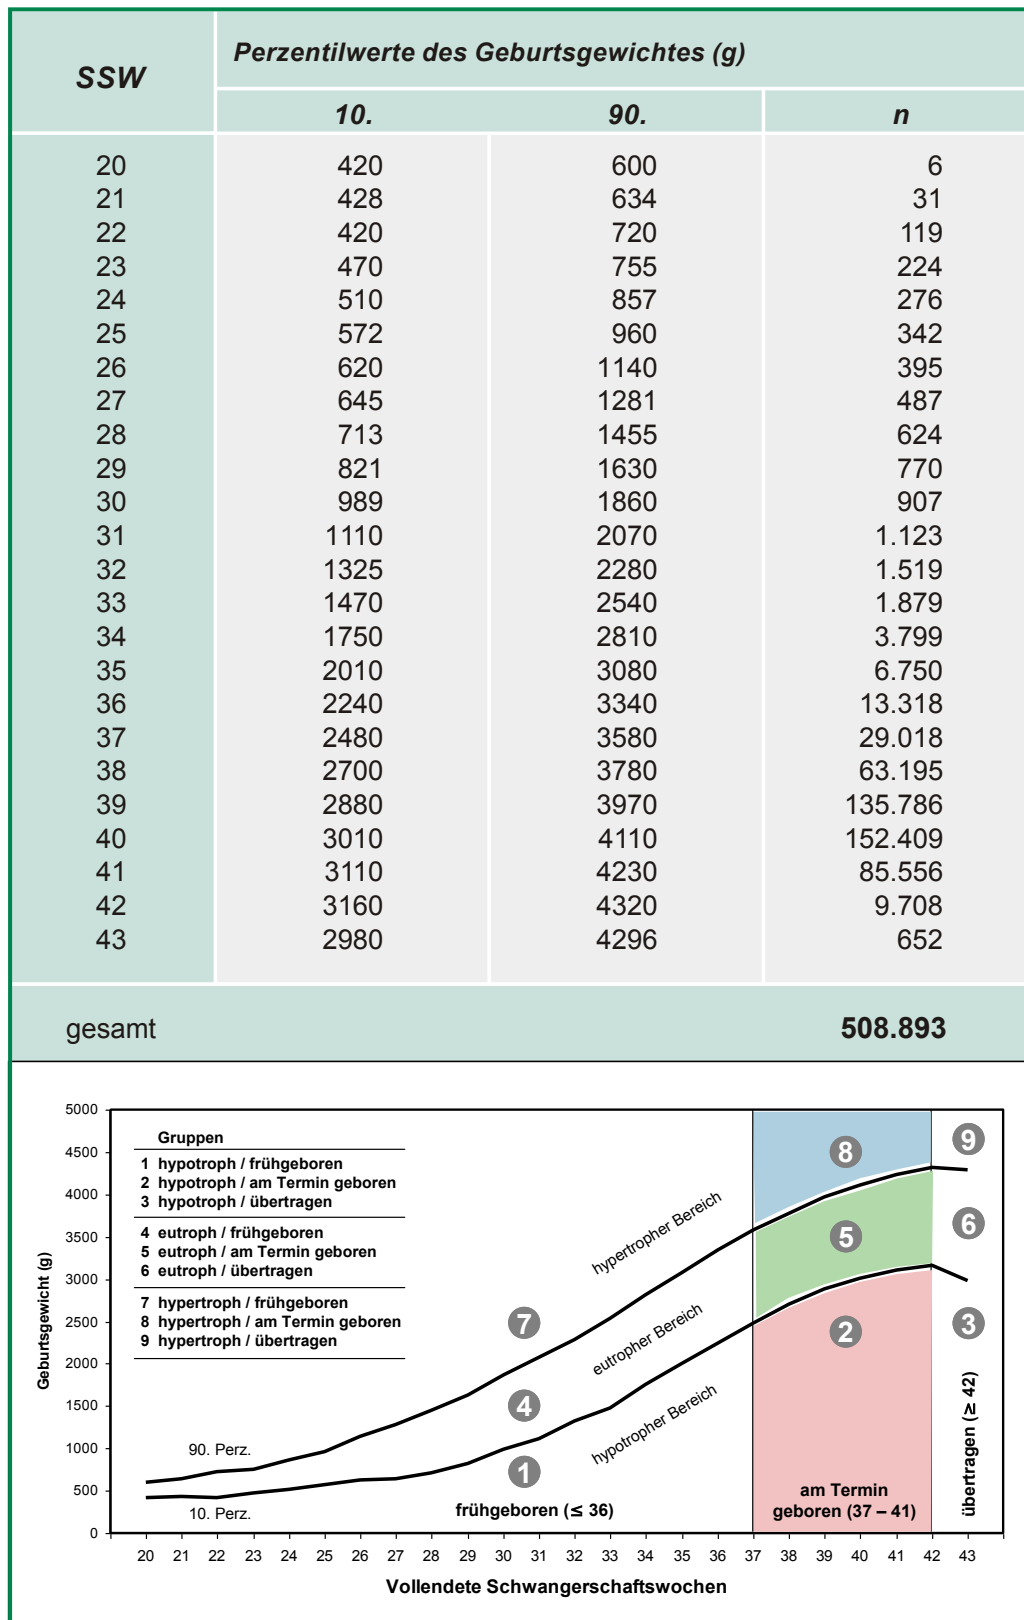 SSW
Perzentilwerte des Geburtsgewichtes (g)
10. 90. n
20 420 600 6
21 428 634 31
22 420 720 119
23 470 755 224
24 510 857 276
25 572 960 342
26 620 1140 395
27 645 1281 487
28 713 1455 624
29 821 1630 770
30 989 1860 907
31 1110 2070 1.123
32 1325 2280 1.519
33 1470 2540 1.879
34 1750 2810 3.799
35 2010 3080 6.750
36 2240 3340 13.318
37 2480 3580 29.018
38 2700 3780 63.195
39 2880 3970 135.786
40 3010 4110 152.409
41 3110 4230 85.556
42 3160 4320 9.708
43 2980 4296 652
gesamt 508.893
Geburtsgewicht (g)
5000
4500
4000
3500
3000
2500
2000
1500
1000
500
0
Gruppen
1 hypotroph / frühgeboren
2 hypotroph / am Termin geboren
3 hypotroph / übertragen
4 eutroph / frühgeboren
5 eutroph / am Termin geboren
6 eutroph / übertragen
7 hypertroph / frühgeboren
8 hypertroph / am Termin geboren
9 hypertroph / übertragen
hypertropher Bereich
eutropher Bereich
hypotropher Bereich
90. Perz.
10. Perz.
7
4
1
8
5
2
9
6
3
frühgeboren (≤ 36)
am Termin
geboren (37 – 41)
übertragen (≥ 42)
20 21 22 23 24 25 26 27 28 29 30 31 32 33 34 35 36 37 38 39 40 41 42 43
Vollendete Schwangerschaftswochen